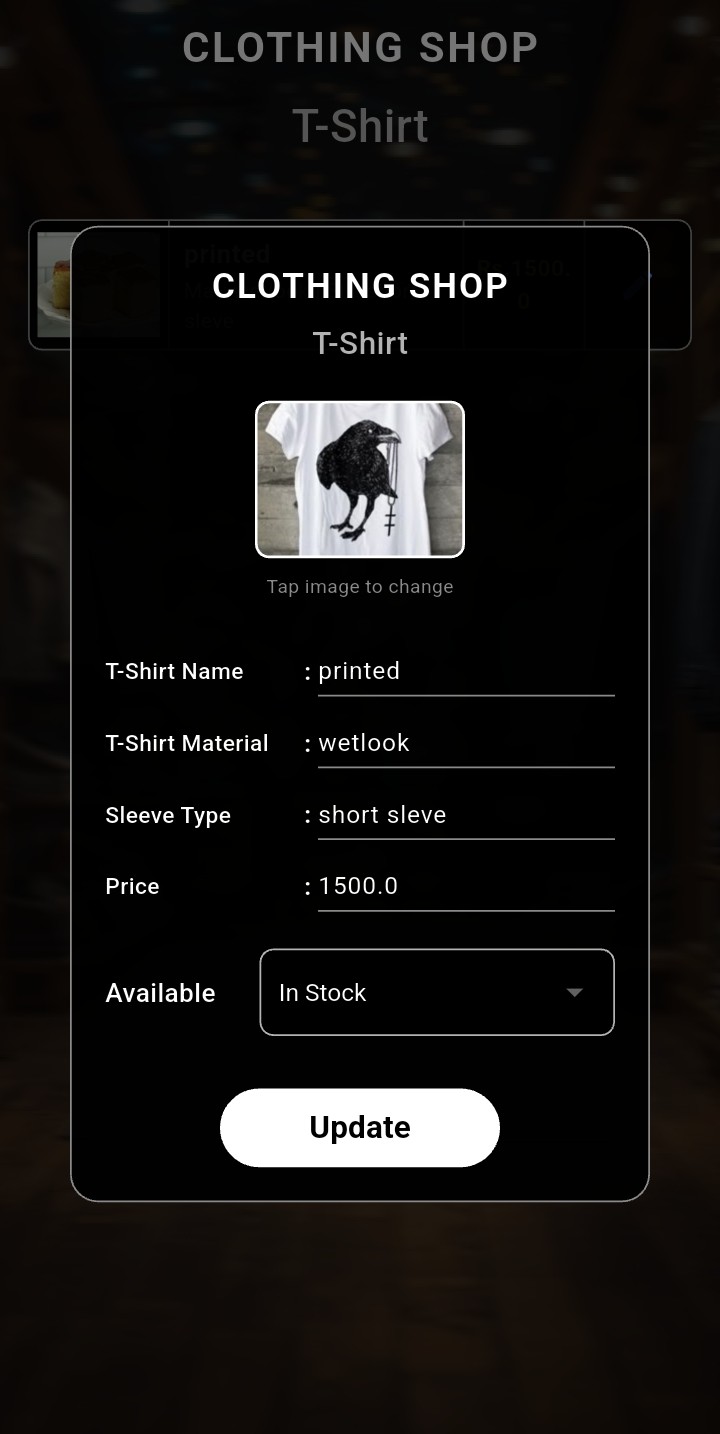 CLOTHING SHOP
T-Shirt
printed
CLOTHING SHOP
T-Shirt
Tap image to change
T-Shirt Name : printed
T-Shirt Material : wetlook
Sleeve Type : short sleve
Price : 1500.0
Available In Stock
Update